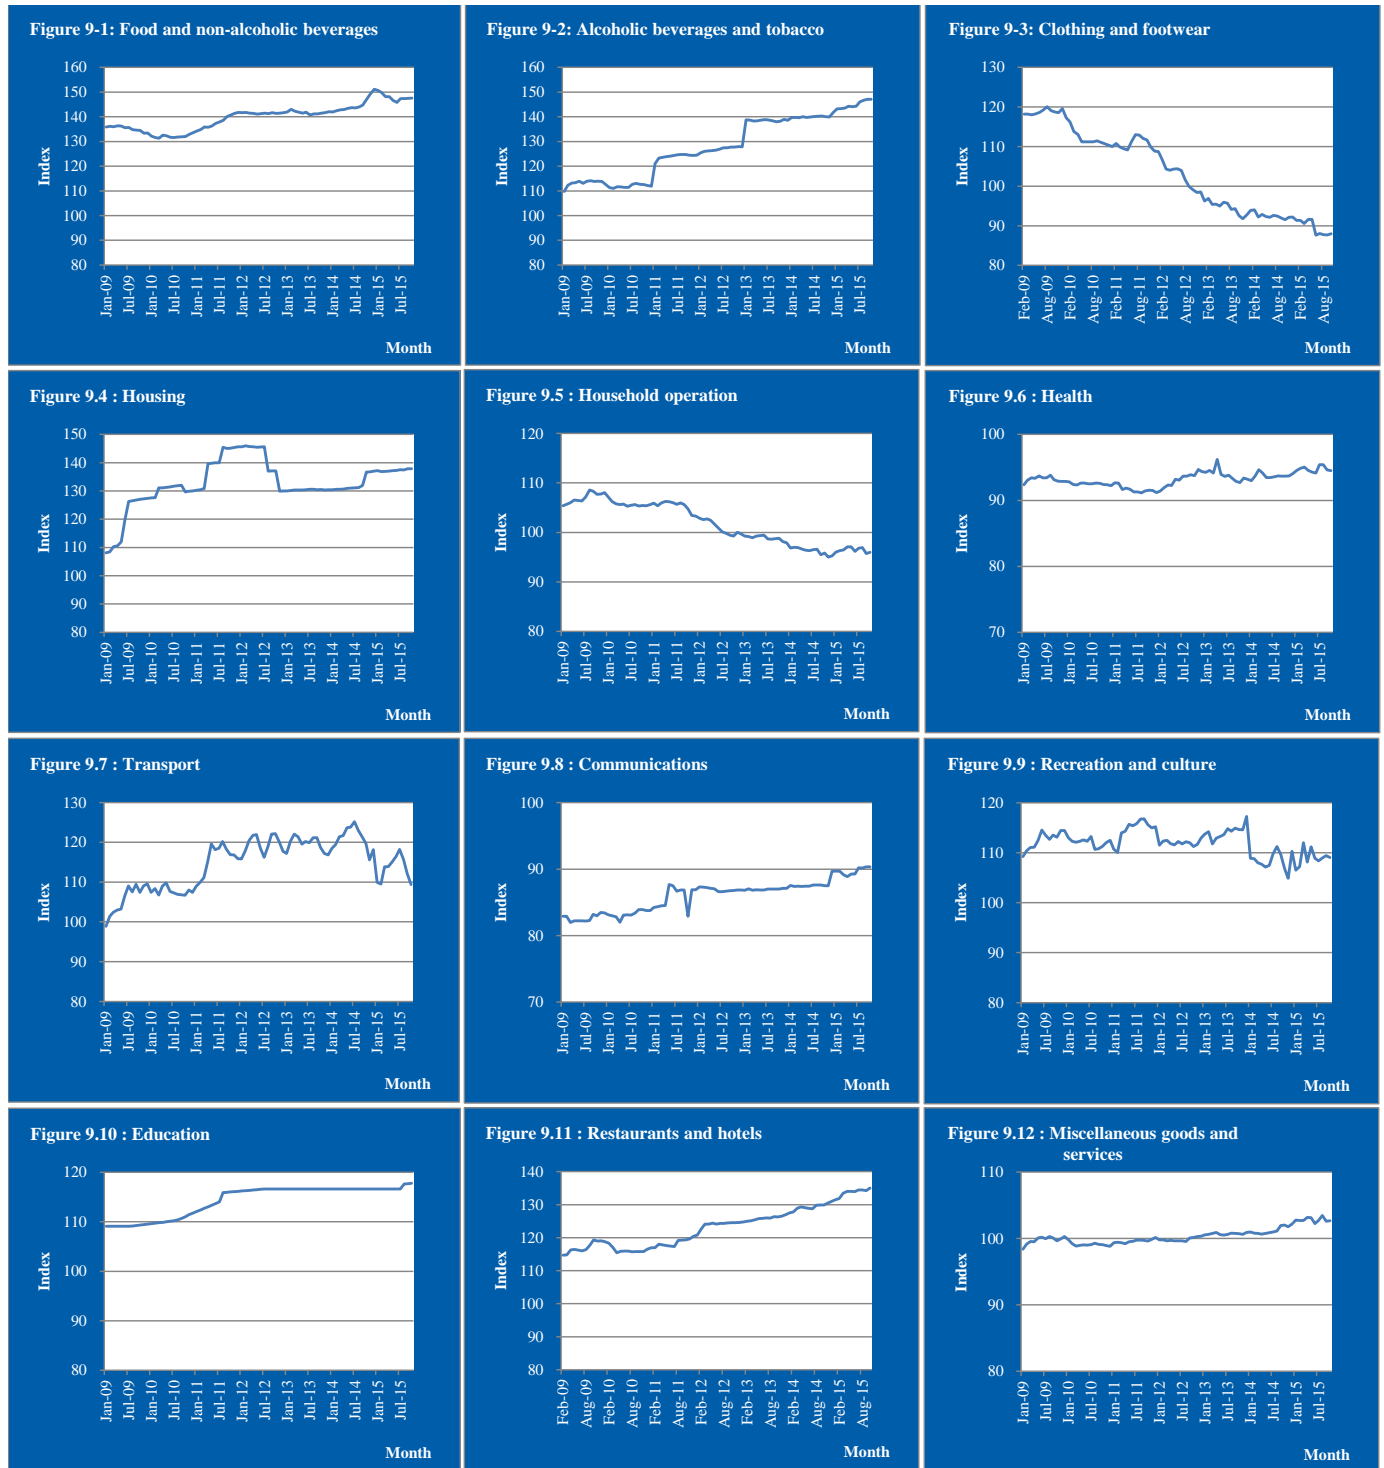 Figure 9-1: Food and non-alcoholic beverages
160
150
140
130
120
110
100
90
80
Index
Jan-09
Jul-09
Jan-10
Jul-10
Jan-11
Jul-11
Jan-12
Jul-12
Jan-13
Jul-13
Jan-14
Jul-14
Jan-15
Jul-15
Month
Figure 9-2: Alcoholic beverages and tobacco
160
150
140
130
120
110
100
90
80
Index
Jan-09
Jul-09
Jan-10
Jul-10
Jan-11
Jul-11
Jan-12
Jul-12
Jan-13
Jul-13
Jan-14
Jul-14
Jan-15
Jul-15
Month
Figure 9-3: Clothing and footwear
130
120
110
100
90
80
Index
Feb-09
Aug-09
Feb-10
Aug-10
Feb-11
Aug-11
Feb-12
Aug-12
Feb-13
Aug-13
Feb-14
Aug-14
Feb-15
Aug-15
Month
Figure 9.4 : Housing
150
140
130
120
110
100
90
80
Index
Jan-09
Jul-09
Jan-10
Jul-10
Jan-11
Jul-11
Jan-12
Jul-12
Jan-13
Jul-13
Jan-14
Jul-14
Jan-15
Jul-15
Month
Figure 9.5 : Household operation
120
110
100
90
80
Index
Jan-09
Jul-09
Jan-10
Jul-10
Jan-11
Jul-11
Jan-12
Jul-12
Jan-13
Jul-13
Jan-14
Jul-14
Jan-15
Jul-15
Month
Figure 9.6 : Health
100
90
80
70
Index
Jan-09
Jul-09
Jan-10
Jul-10
Jan-11
Jul-11
Jan-12
Jul-12
Jan-13
Jul-13
Jan-14
Jul-14
Jan-15
Jul-15
Month
Figure 9.7 : Transport
130
120
110
100
90
80
Index
Jan-09
Jul-09
Jan-10
Jul-10
Jan-11
Jul-11
Jan-12
Jul-12
Jan-13
Jul-13
Jan-14
Jul-14
Jan-15
Jul-15
Month
Figure 9.8 : Communications
100
90
80
70
Index
Jan-09
Jul-09
Jan-10
Jul-10
Jan-11
Jul-11
Jan-12
Jul-12
Jan-13
Jul-13
Jan-14
Jul-14
Jan-15
Jul-15
Month
Figure 9.9 : Recreation and culture
120
110
100
90
80
Index
Jan-09
Jul-09
Jan-10
Jul-10
Jan-11
Jul-11
Jan-12
Jul-12
Jan-13
Jul-13
Jan-14
Jul-14
Jan-15
Jul-15
Month
Figure 9.10 : Education
120
110
100
90
80
Index
Jan-09
Jul-09
Jan-10
Jul-10
Jan-11
Jul-11
Jan-12
Jul-12
Jan-13
Jul-13
Jan-14
Jul-14
Jan-15
Jul-15
Month
Figure 9.11 : Restaurants and hotels
140
130
120
110
100
90
80
Index
Feb-09
Aug-09
Feb-10
Aug-10
Feb-11
Aug-11
Feb-12
Aug-12
Feb-13
Aug-13
Feb-14
Aug-14
Feb-15
Aug-15
Month
Figure 9.12 : Miscellaneous goods and
services
110
100
90
80
Index
Jan-09
Jul-09
Jan-10
Jul-10
Jan-11
Jul-11
Jan-12
Jul-12
Jan-13
Jul-13
Jan-14
Jul-14
Jan-15
Jul-15
Month